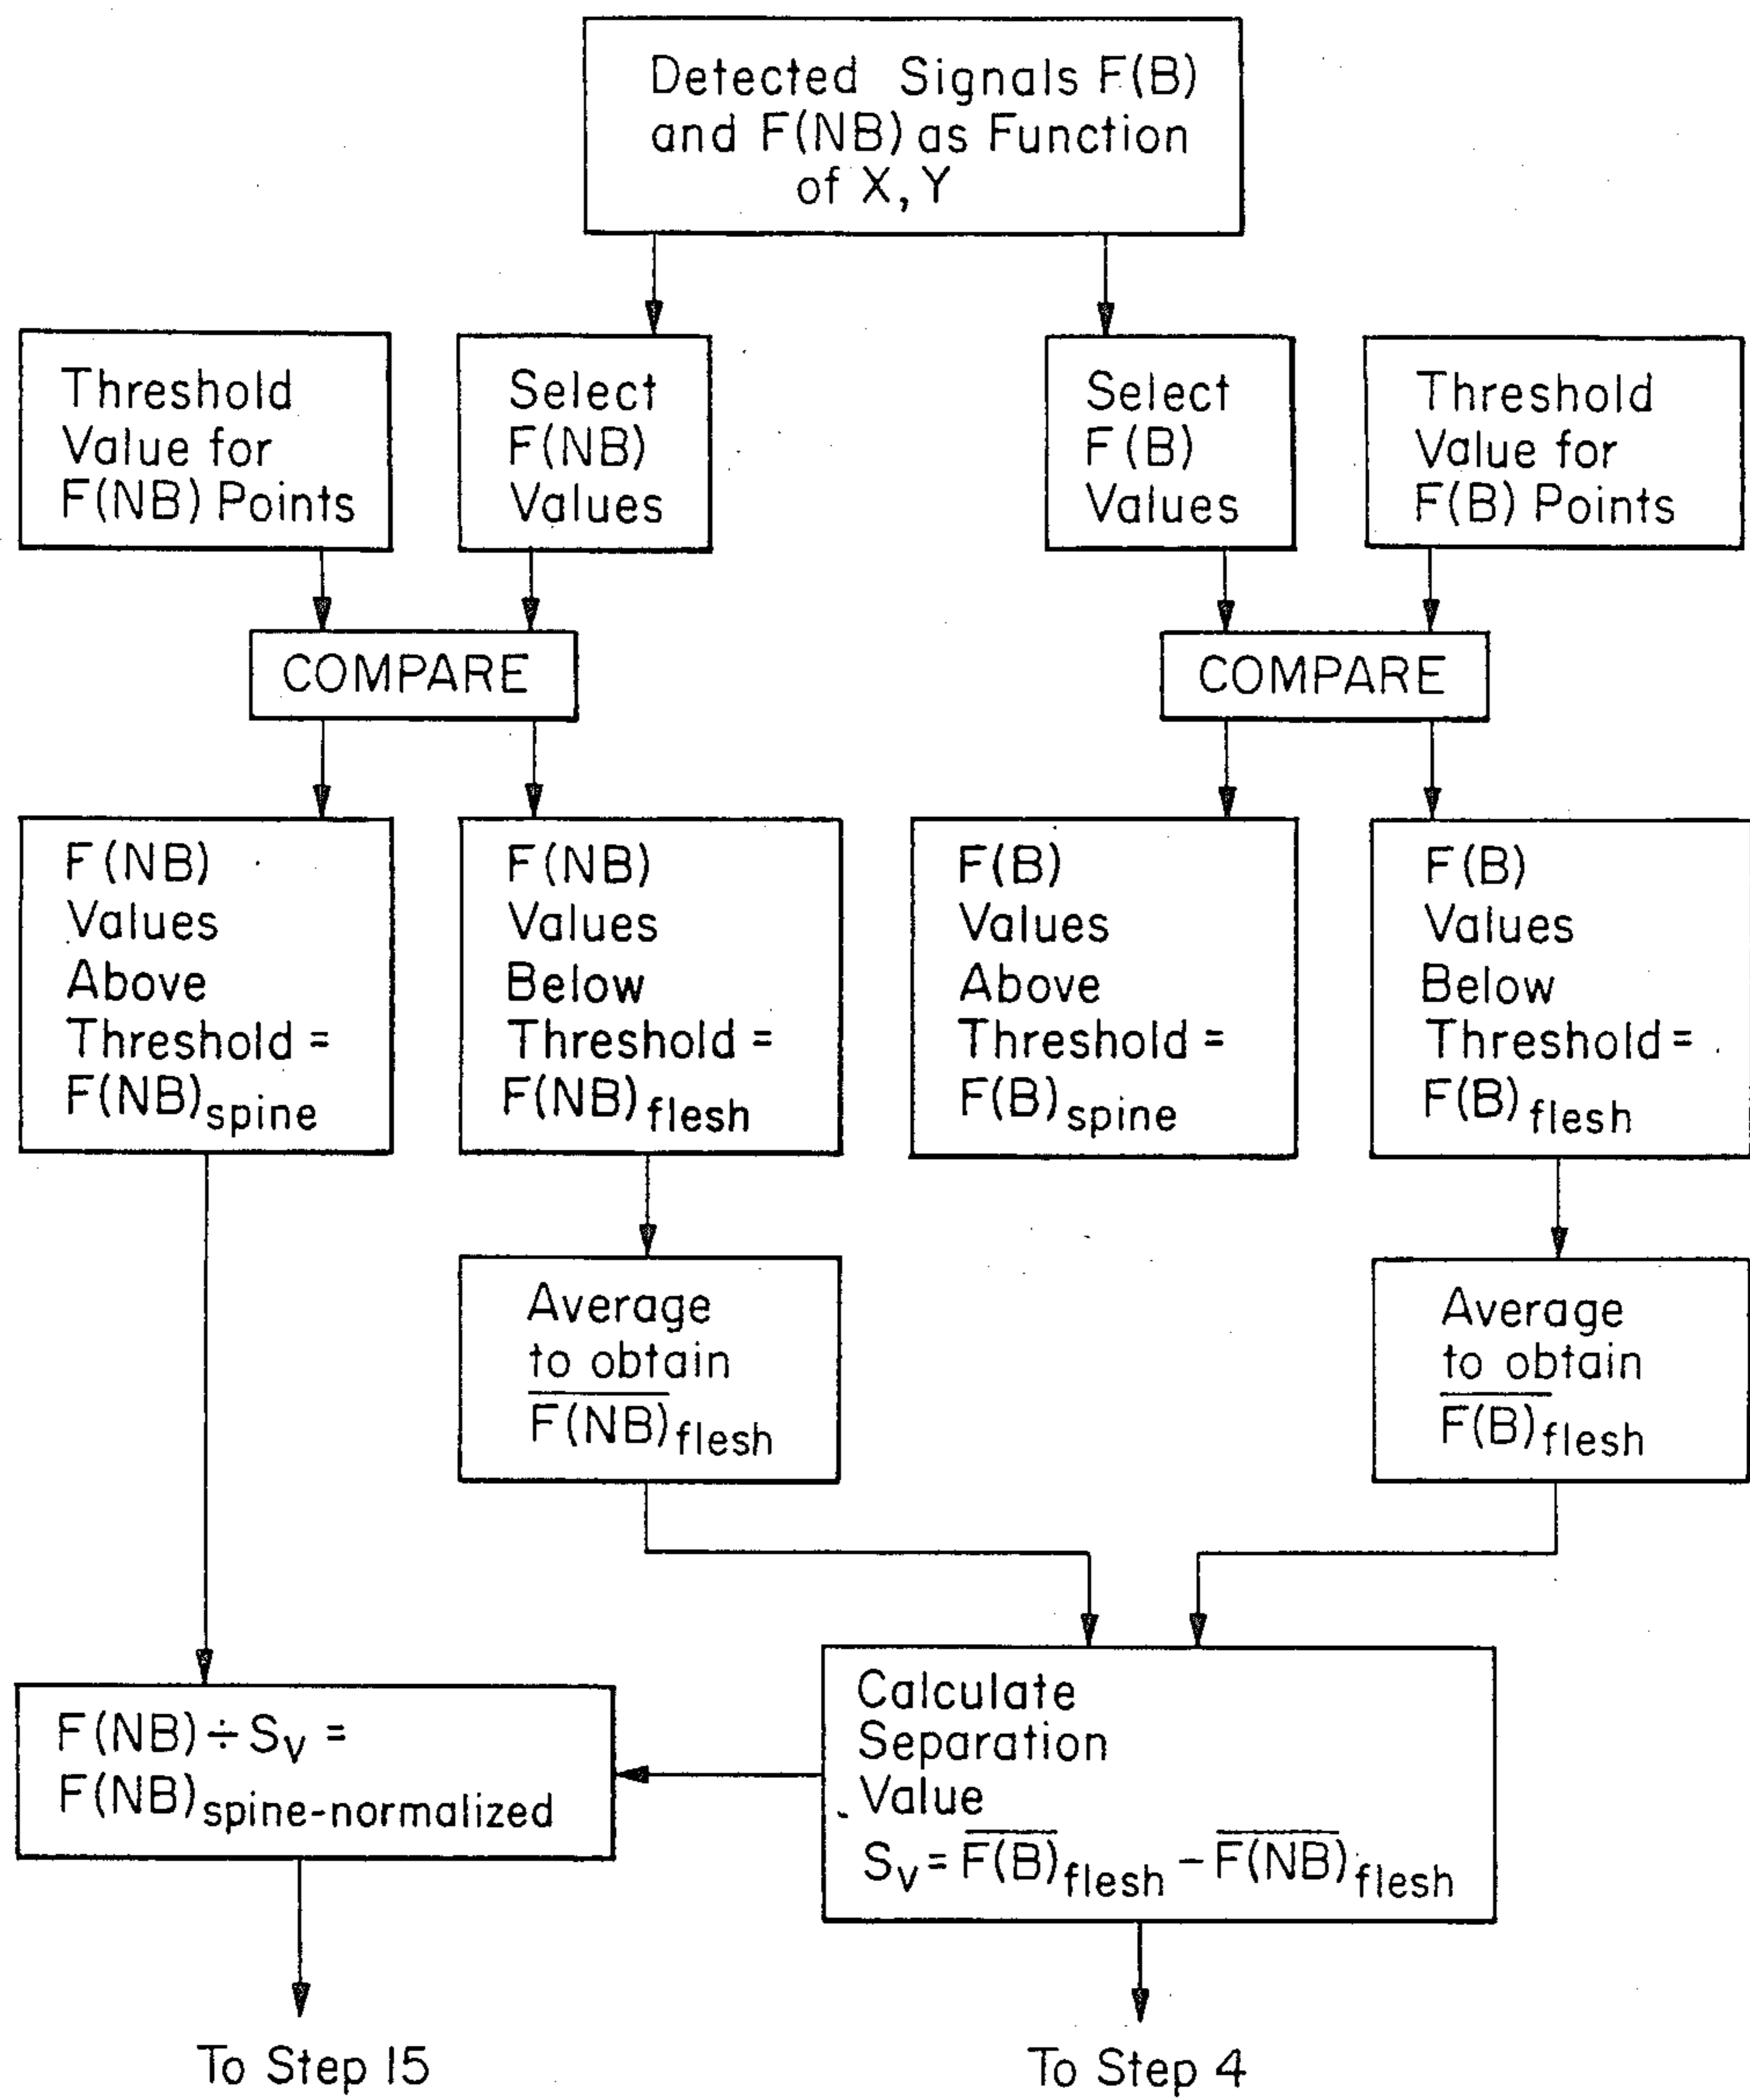 Detected Signals F(B)
and F(NB) as Function
of X, Y
Threshold
Value for
F(NB) Points
Select
F(NB)
Values
Select
F(B)
Values
Threshold
Value for
F(B) Points
COMPARE
COMPARE
F(NB)
Values
Above
Threshold =
F(NB)spine
F(NB)
Values
Below
Threshold =
F(NB)flesh
F(B)
Values
Above
Threshold =
F(B)spine
F(B)
Values
Below
Threshold =
F(B)flesh
Average
to obtain
F̅(̅N̅B̅)̅flesh
Average
to obtain
F̅(̅B̅)̅flesh
F(NB) ÷ Sv =
F(NB)spine-normalized
Calculate
Separation
Value
Sv = F̅(̅B̅)̅flesh - F̅(̅N̅B̅)̅flesh
To Step 15
To Step 4